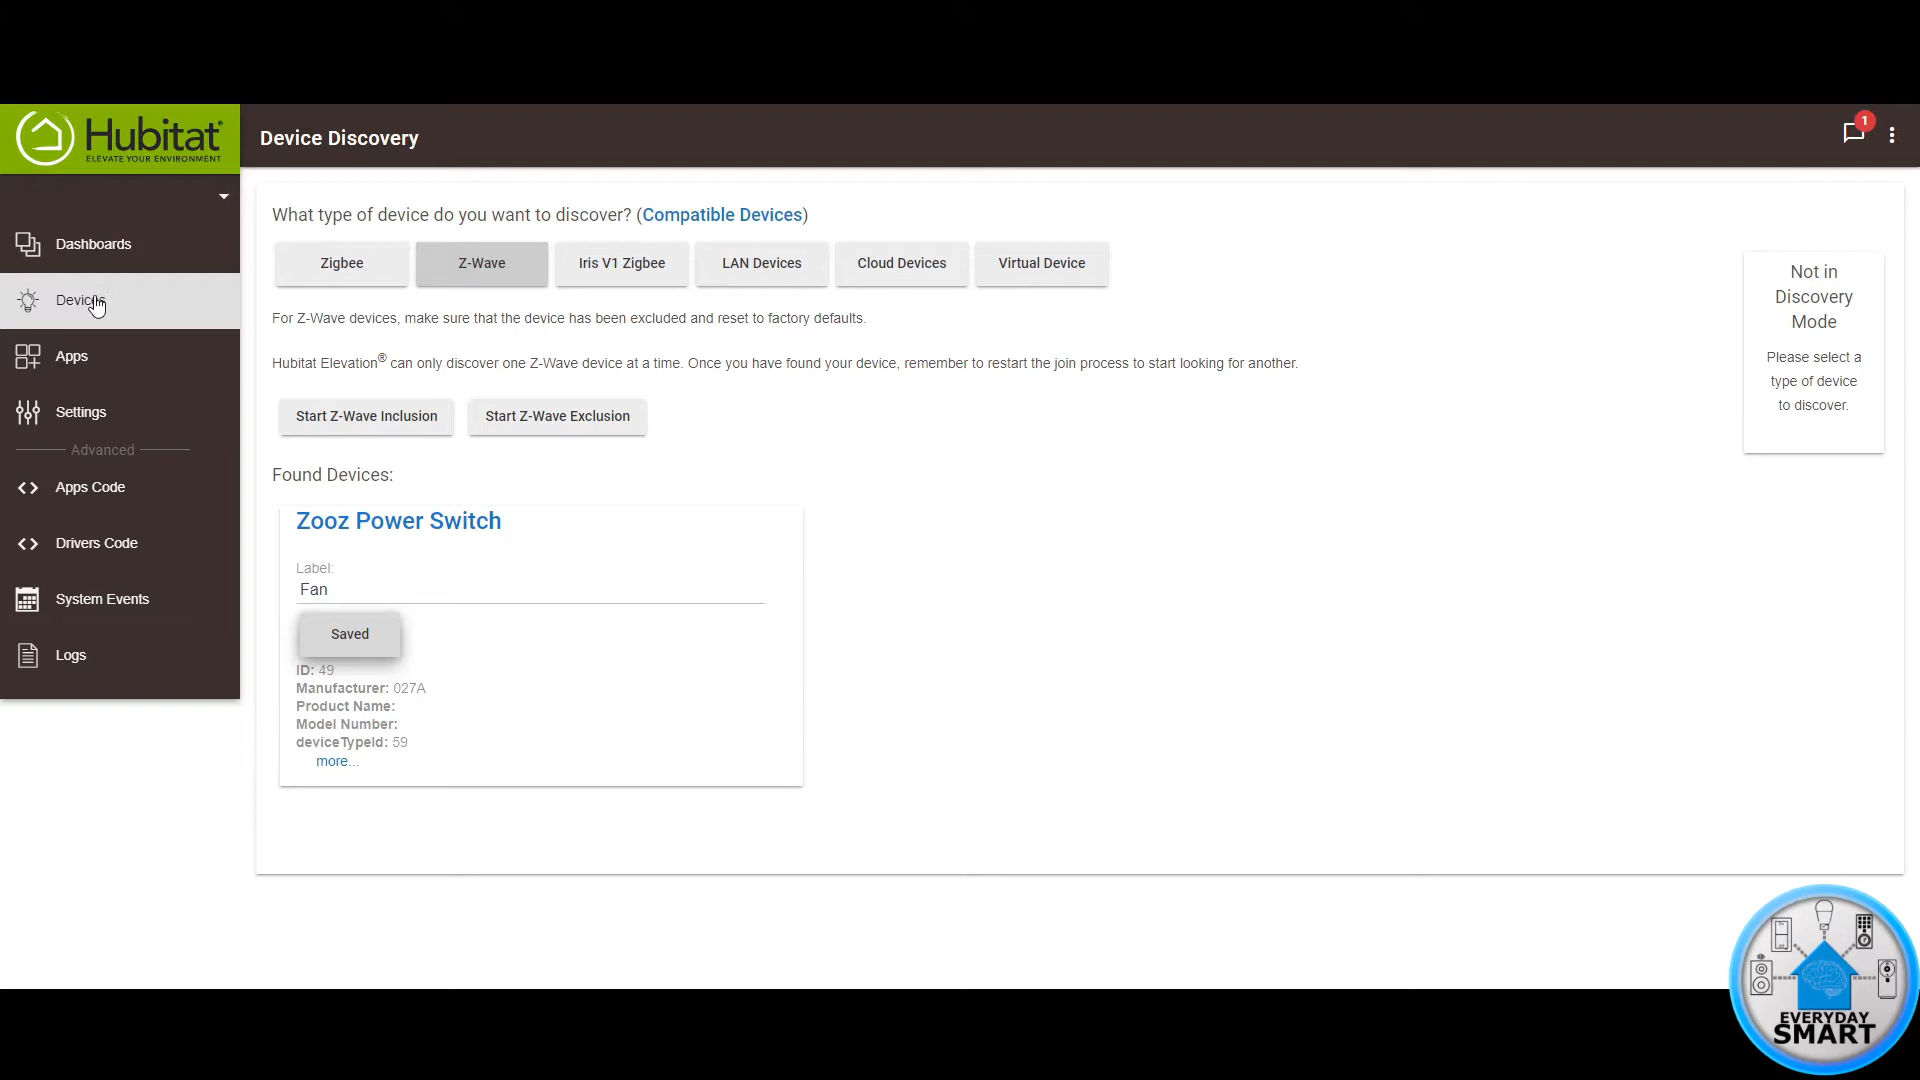 Hubitat®
ELEVATE YOUR ENVIRONMENT
Device Discovery
1
Dashboards
Devices
Apps
Settings
Advanced
Apps Code
Drivers Code
System Events
Logs
What type of device do you want to discover? (Compatible Devices)
Zigbee
Z-Wave
Iris V1 Zigbee
LAN Devices
Cloud Devices
Virtual Device
For Z-Wave devices, make sure that the device has been excluded and reset to factory defaults.
Hubitat Elevation® can only discover one Z-Wave device at a time. Once you have found your device, remember to restart the join process to start looking for another.
Start Z-Wave Inclusion
Start Z-Wave Exclusion
Found Devices:
Zooz Power Switch
Label:
Fan
Saved
ID: 49
Manufacturer: 027A
Product Name:
Model Number:
deviceTypeId: 59
more...
Not in
Discovery
Mode
Please select a
type of device
to discover.
EVERYDAY
SMART